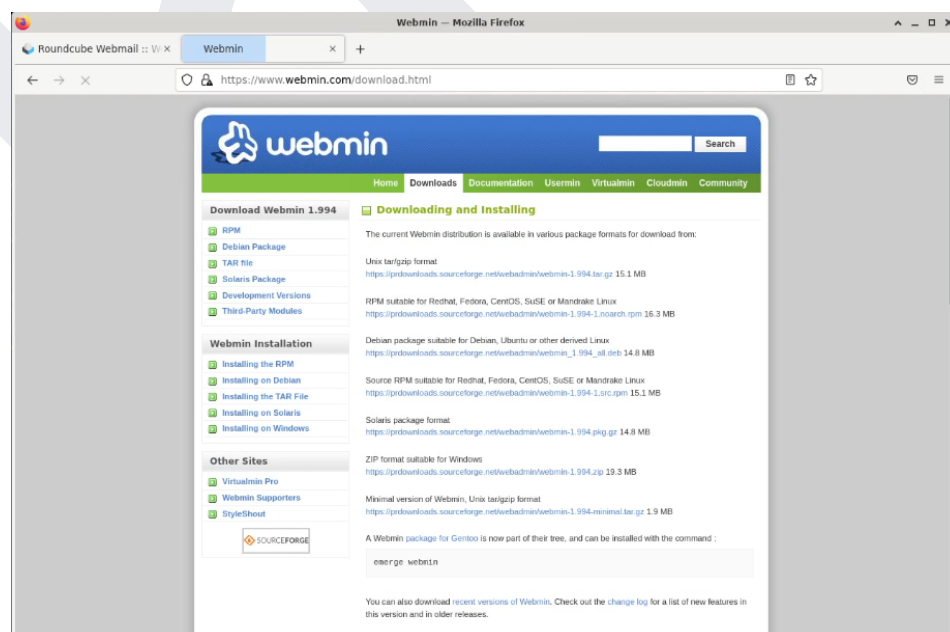 Webmin — Mozilla Firefox
Roundcube Webmail :: W
Webmin
https://www.webmin.com/download.html
webmin
Search
Home Downloads Documentation Usermin Virtualmin Cloudmin Community
Download Webmin 1.994
RPM
Debian Package
TAR file
Solaris Package
Development Versions
Third-Party Modules
Webmin Installation
Installing the RPM
Installing on Debian
Installing the TAR File
Installing on Solaris
Installing on Windows
Other Sites
Virtualmin Pro
Webmin Supporters
StyleShout
SOURCEFORGE
Downloading and Installing
The current Webmin distribution is available in various package formats for download from:
Unix tar/gzip format
https://prdownloads.sourceforge.net/webadmin/webmin-1.994.tar.gz 15.1 MB
RPM suitable for Redhat, Fedora, CentOS, SuSE or Mandrake Linux
https://prdownloads.sourceforge.net/webadmin/webmin-1.994-1.noarch.rpm 16.3 MB
Debian package suitable for Debian, Ubuntu or other derived Linux
https://prdownloads.sourceforge.net/webadmin/webmin_1.994_all.deb 14.8 MB
Source RPM suitable for Redhat, Fedora, CentOS, SuSE or Mandrake Linux
https://prdownloads.sourceforge.net/webadmin/webmin-1.994-1.src.rpm 15.1 MB
Solaris package format
https://prdownloads.sourceforge.net/webadmin/webmin-1.994.pkg.gz 14.8 MB
ZIP format suitable for Windows
https://prdownloads.sourceforge.net/webadmin/webmin-1.994.zip 19.3 MB
Minimal version of Webmin, Unix tar/gzip format
https://prdownloads.sourceforge.net/webadmin/webmin-1.994-minimal.tar.gz 1.9 MB
A Webmin package for Gentoo is now part of their tree, and can be installed with the command :
emerge webmin
You can also download recent versions of Webmin. Check out the change log for a list of new features in
this version and in older releases.